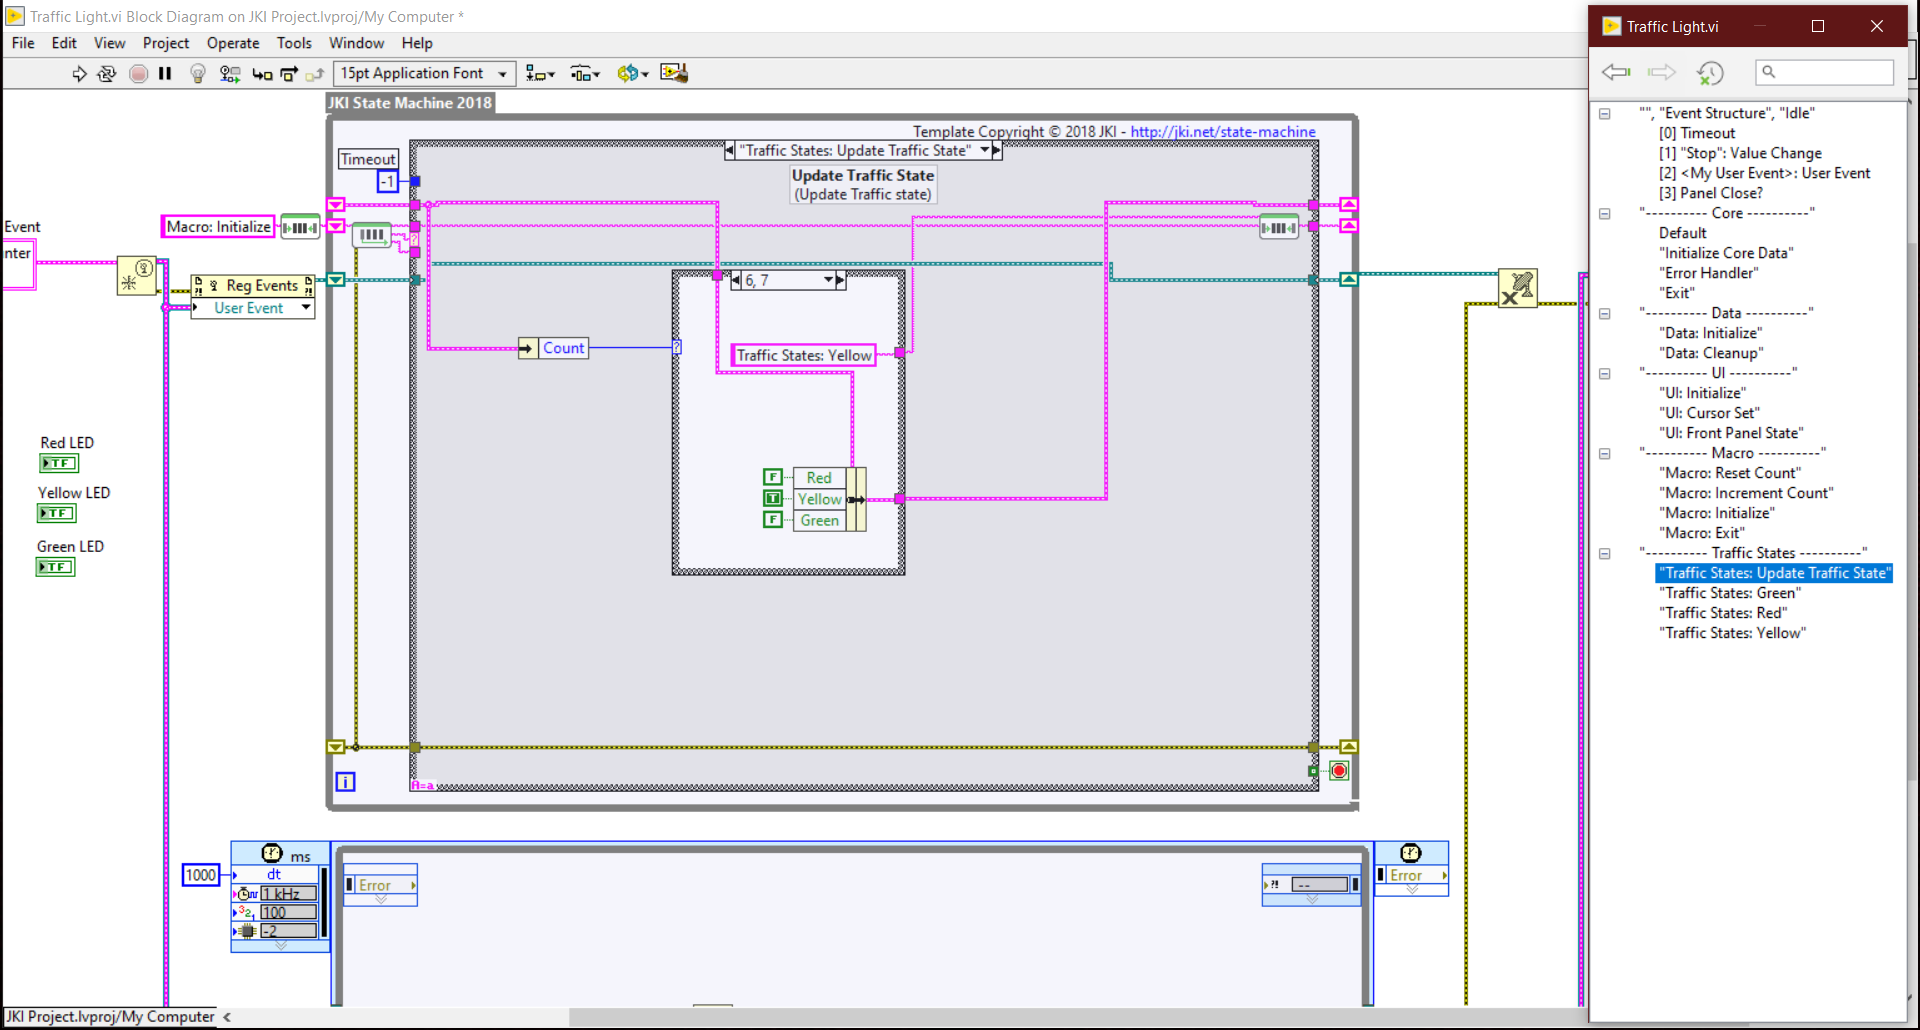 Traffic Light.vi Block Diagram on JKI Project.lvproj/My Computer *
File Edit View Project Operate Tools Window Help
15pt Application Font
JKI State Machine 2018
Template Copyright © 2018 JKI - http://jki.net/state-machine
Timeout
-1
"Traffic States: Update Traffic State"
Update Traffic State
(Update Traffic state)
Event
Macro: Initialize
nter
Reg Events
User Event
6, 7
Count
Traffic States: Yellow
Red LED
TF
Yellow LED
TF
Green LED
TF
F Red
T Yellow
F Green
i
A=a
ms
1000
dt
1 kHz
100
-2
Error
?!
--
Error
JKI Project.lvproj/My Computer <
Traffic Light.vi
"", "Event Structure", "Idle"
[0] Timeout
[1] "Stop": Value Change
[2] <My User Event>: User Event
[3] Panel Close?
"---------- Core ----------"
Default
"Initialize Core Data"
"Error Handler"
"Exit"
"---------- Data ----------"
"Data: Initialize"
"Data: Cleanup"
"---------- UI ----------"
"UI: Initialize"
"UI: Cursor Set"
"UI: Front Panel State"
"---------- Macro ----------"
"Macro: Reset Count"
"Macro: Increment Count"
"Macro: Initialize"
"Macro: Exit"
"---------- Traffic States ----------"
"Traffic States: Update Traffic State"
"Traffic States: Green"
"Traffic States: Red"
"Traffic States: Yellow"